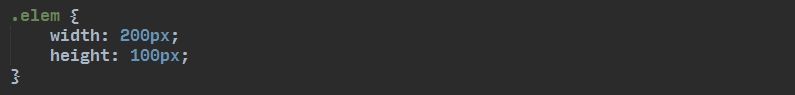 .elem {
    width: 200px;
    height: 100px;
}